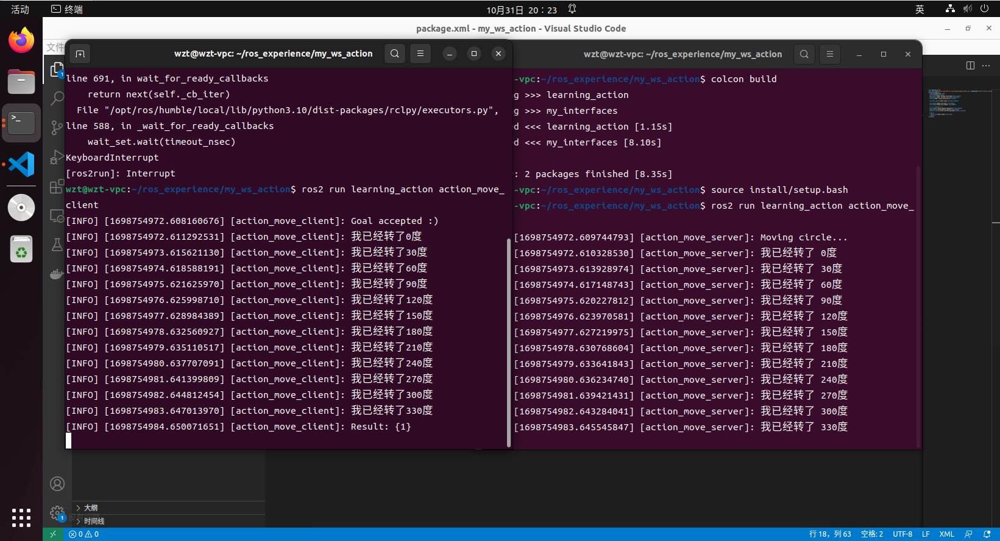 活动
终端
10月31日 20：23
英
package.xml - my_ws_action - Visual Studio Code
文件
wzt@wzt-vpc: ~/ros_experience/my_ws_action
line 691, in wait_for_ready_callbacks
return next(self._cb_iter)
File "/opt/ros/humble/local/lib/python3.10/dist-packages/rclpy/executors.py",
line 588, in _wait_for_ready_callbacks
wait_set.wait(timeout_nsec)
KeyboardInterrupt
[ros2run]: Interrupt
wzt@wzt-vpc:~/ros_experience/my_ws_action$ ros2 run learning_action action_move_
client
[INFO] [1698754972.608160676] [action_move_client]: Goal accepted :)
[INFO] [1698754972.611292531] [action_move_client]: 我已经转了0度
[INFO] [1698754973.615621130] [action_move_client]: 我已经转了30度
[INFO] [1698754974.618588191] [action_move_client]: 我已经转了60度
[INFO] [1698754975.621625970] [action_move_client]: 我已经转了90度
[INFO] [1698754976.625998710] [action_move_client]: 我已经转了120度
[INFO] [1698754977.628984389] [action_move_client]: 我已经转了150度
[INFO] [1698754978.632560927] [action_move_client]: 我已经转了180度
[INFO] [1698754979.635110517] [action_move_client]: 我已经转了210度
[INFO] [1698754980.637707091] [action_move_client]: 我已经转了240度
[INFO] [1698754981.641399809] [action_move_client]: 我已经转了270度
[INFO] [1698754982.644812454] [action_move_client]: 我已经转了300度
[INFO] [1698754983.647013970] [action_move_client]: 我已经转了330度
[INFO] [1698754984.650071651] [action_move_client]: Result: {1}
wzt@wzt-vpc: ~/ros_experience/my_ws_action
-vpc:~/ros_experience/my_ws_action$ colcon build
g >>> learning_action
g >>> my_interfaces
d <<< learning_action [1.15s]
d <<< my_interfaces [8.10s]
: 2 packages finished [8.35s]
-vpc:~/ros_experience/my_ws_action$ source install/setup.bash
-vpc:~/ros_experience/my_ws_action$ ros2 run learning_action action_move_
[1698754972.609744793] [action_move_server]: Moving circle...
[1698754972.610328530] [action_move_server]: 我已经转了 0度
[1698754973.613928974] [action_move_server]: 我已经转了 30度
[1698754974.617148743] [action_move_server]: 我已经转了 60度
[1698754975.620227812] [action_move_server]: 我已经转了 90度
[1698754976.623970581] [action_move_server]: 我已经转了 120度
[1698754977.627219975] [action_move_server]: 我已经转了 150度
[1698754978.630768604] [action_move_server]: 我已经转了 180度
[1698754979.633641843] [action_move_server]: 我已经转了 210度
[1698754980.636234740] [action_move_server]: 我已经转了 240度
[1698754981.639421431] [action_move_server]: 我已经转了 270度
[1698754982.643284041] [action_move_server]: 我已经转了 300度
[1698754983.645545847] [action_move_server]: 我已经转了 330度
1
1
大纲
时间线
0 0
行 18，列 63
空格: 2
UTF-8
LF
XML